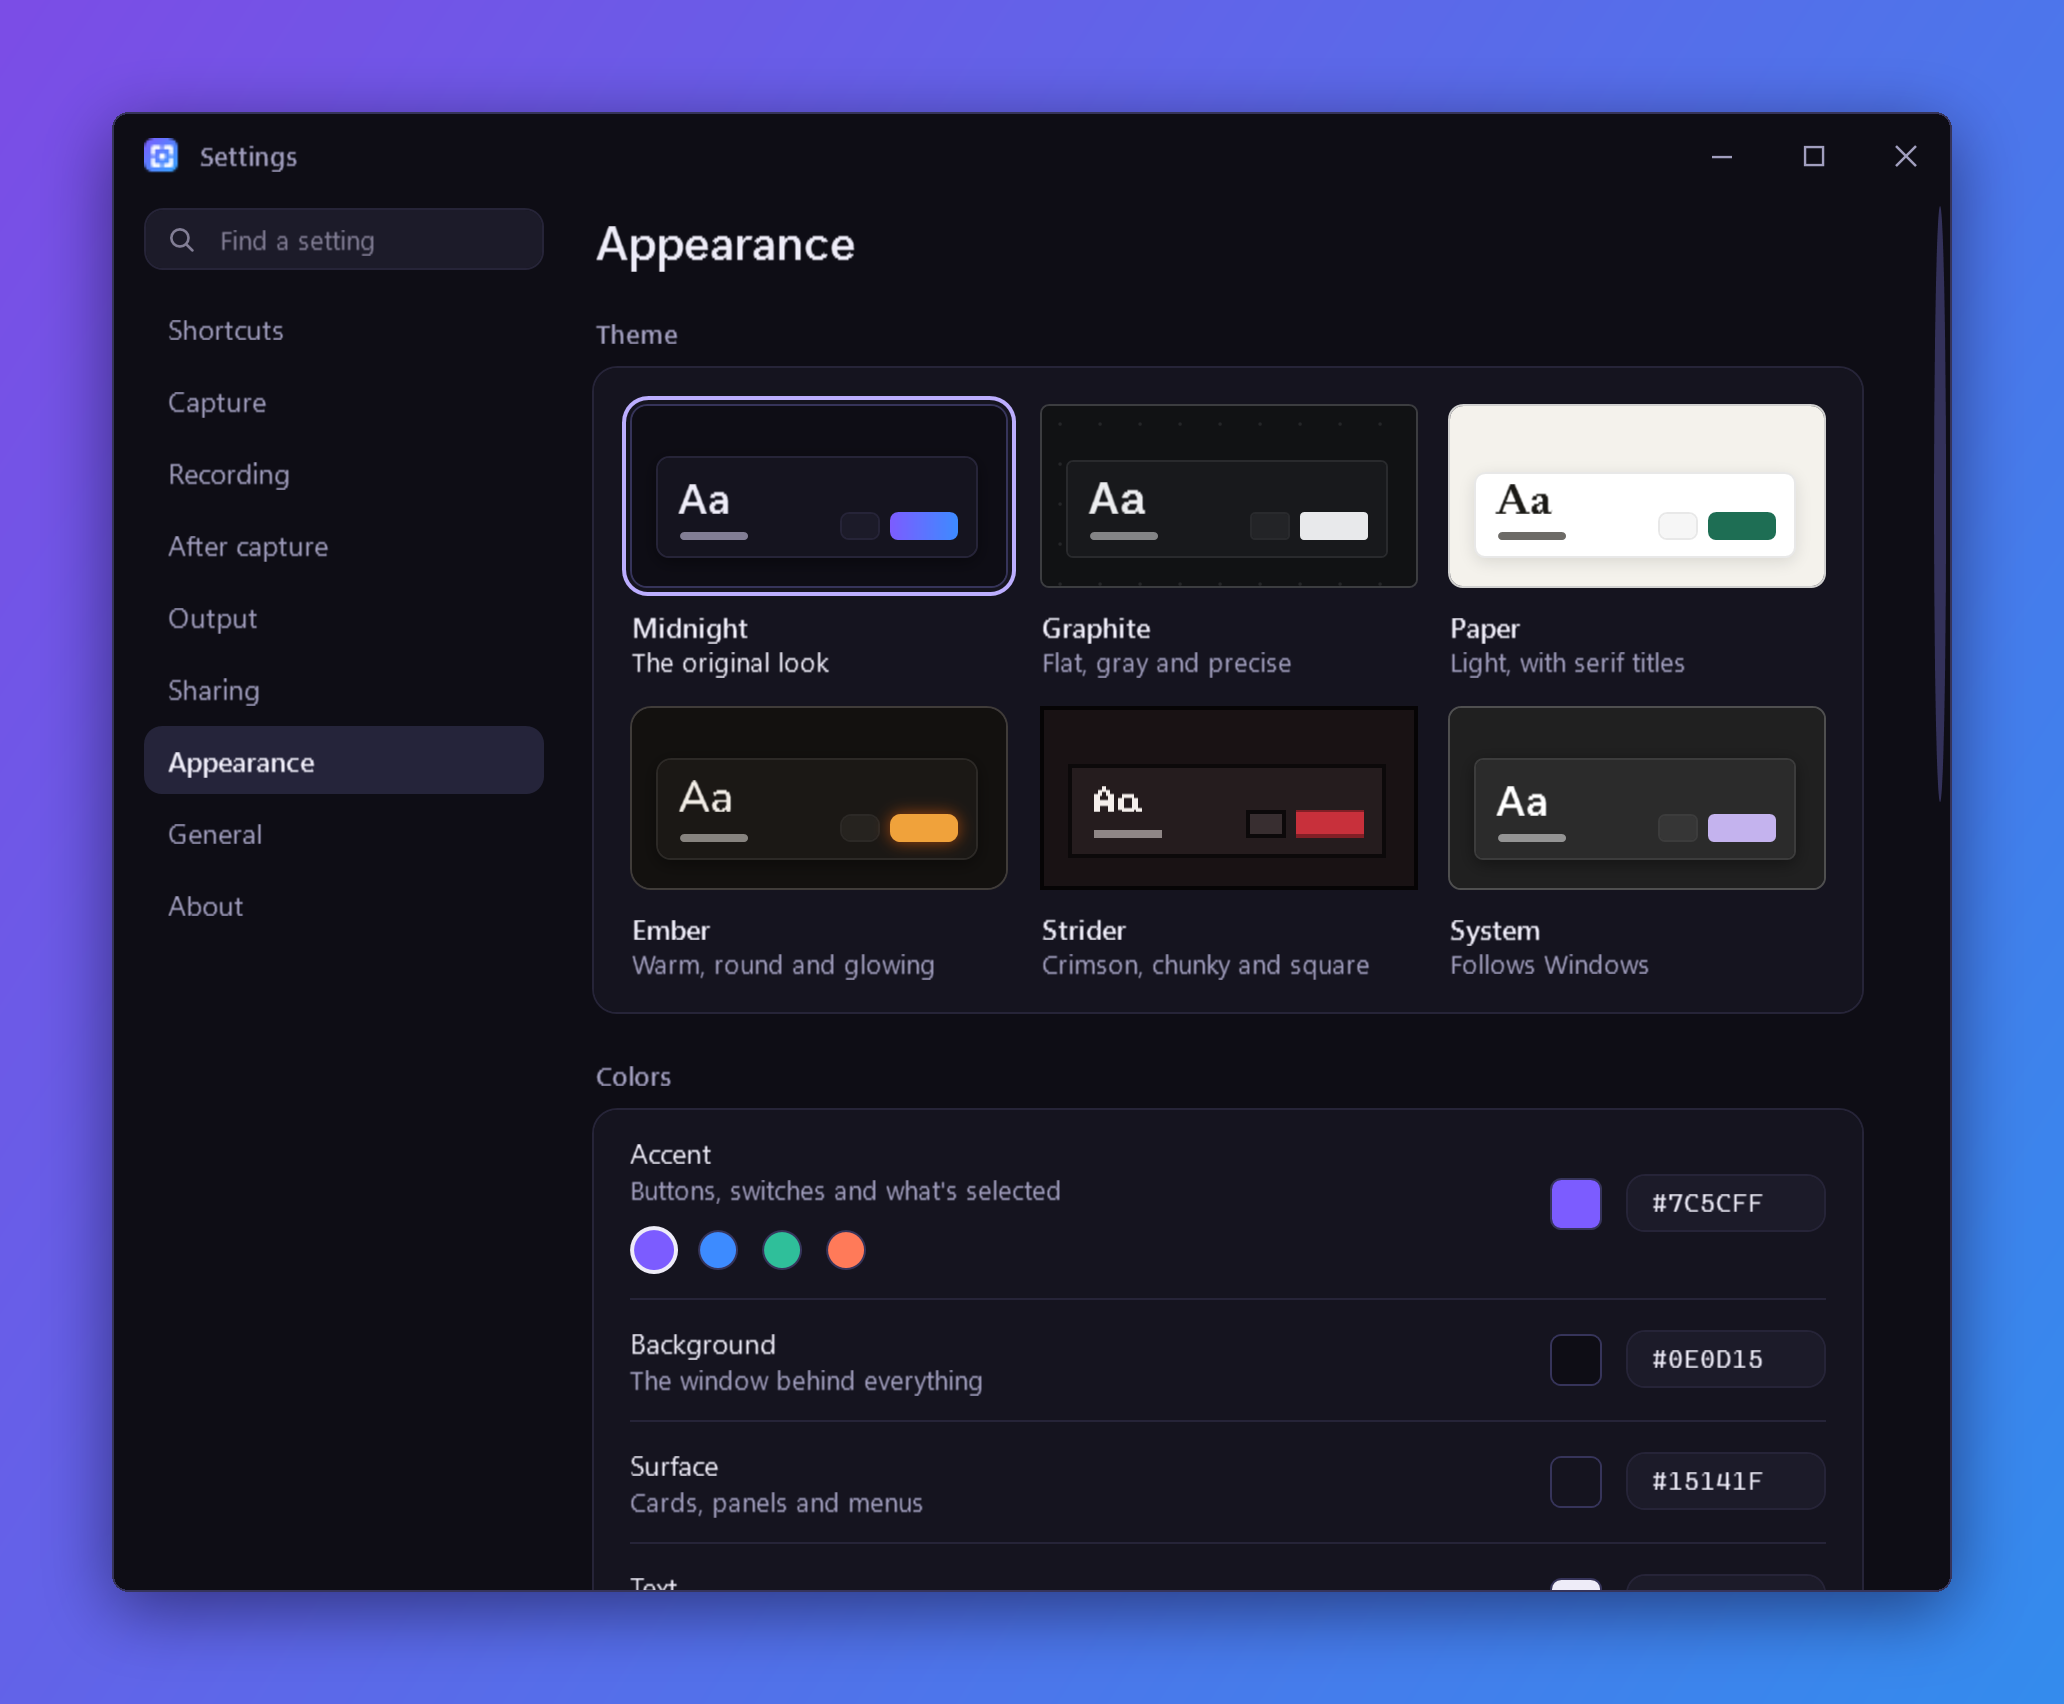 Settings
Find a setting
Shortcuts
Capture
Recording
After capture
Output
Sharing
Appearance
General
About
Appearance
Theme
Aa
Aa
Aa
Midnight
The original look
Graphite
Flat, gray and precise
Paper
Light, with serif titles
Aa
Aa
Aa
Ember
Warm, round and glowing
Strider
Crimson, chunky and square
System
Follows Windows
Colors
Accent
Buttons, switches and what's selected
#7C5CFF
Background
The window behind everything
#0E0D15
Surface
Cards, panels and menus
#15141F
Text